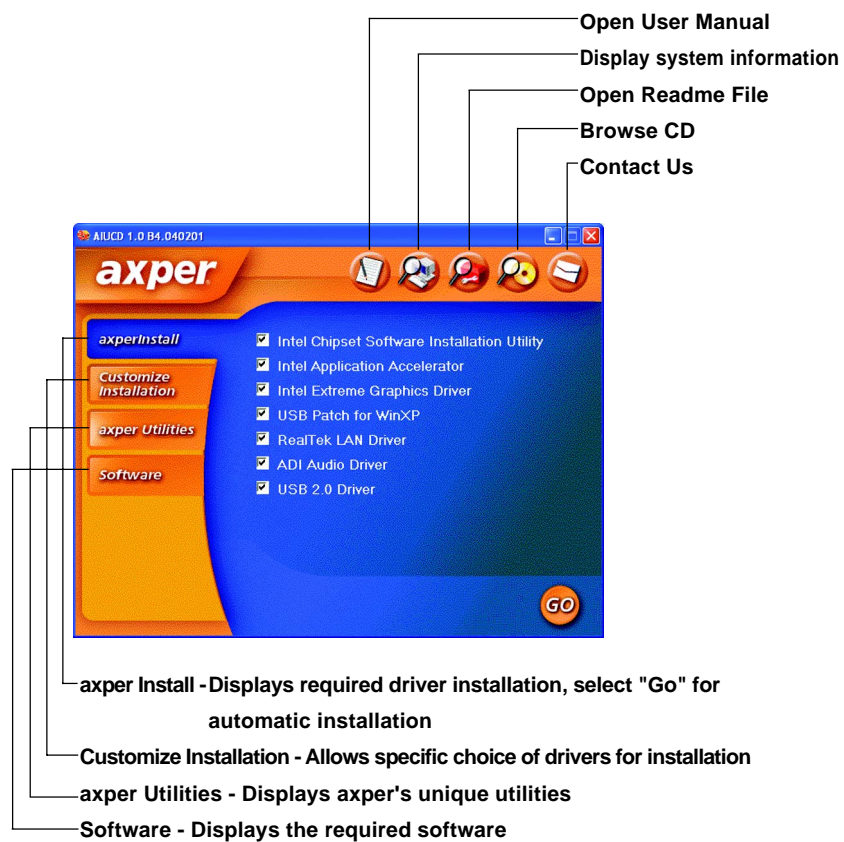 Open User Manual
Display system information
Open Readme File
Browse CD
Contact Us
AIUCD 1.0 B4.040201
axper
axperInstall
Customize
Installation
axper Utilities
Software
Intel Chipset Software Installation Utility
Intel Application Accelerator
Intel Extreme Graphics Driver
USB Patch for WinXP
RealTek LAN Driver
ADI Audio Driver
USB 2.0 Driver
GO
axper Install - Displays required driver installation, select "Go" for
automatic installation
Customize Installation - Allows specific choice of drivers for installation
axper Utilities - Displays axper's unique utilities
Software - Displays the required software